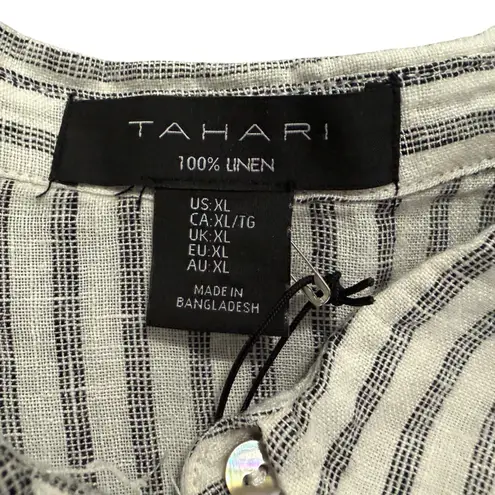 TAHARI
100% LINEN
US:XL
CA:XL/TG
UK:XL
EU:XL
AU:XL
MADE IN
BANGLADESH